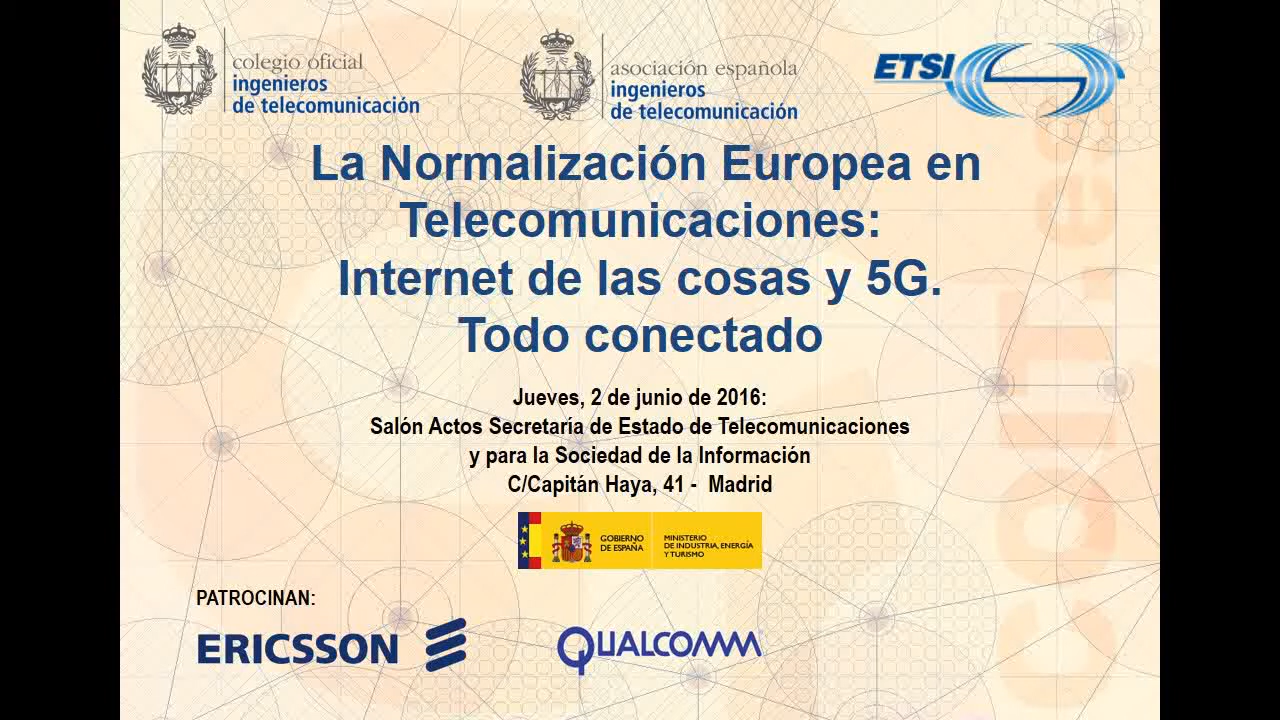 colegio oficial
ingenieros
de telecomunicación
asociación española
ingenieros
de telecomunicación
ETSI
La Normalización Europea en
Telecomunicaciones:
Internet de las cosas y 5G.
Todo conectado
Jueves, 2 de junio de 2016:
Salón Actos Secretaría de Estado de Telecomunicaciones
y para la Sociedad de la Información
C/Capitán Haya, 41 - Madrid
GOBIERNO
DE ESPAÑA
MINISTERIO
DE INDUSTRIA, ENERGÍA
Y TURISMO
PATROCINAN:
ERICSSON
QUALCOMM
coiT.es